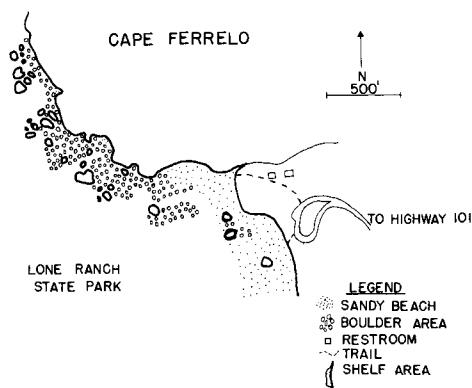 CAPE FERRELO
N
500'
TO HIGHWAY 101
LONE RANCH
STATE PARK
LEGEND
SANDY BEACH
BOULDER AREA
RESTROOM
TRAIL
SHELF AREA